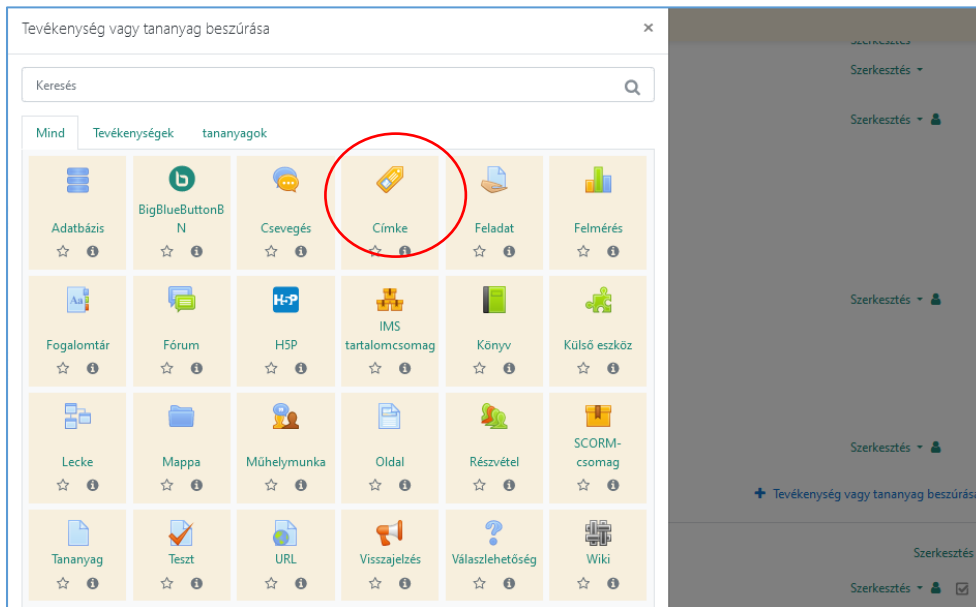 Tevékenység vagy tananyag beszúrása ×
Keresés
Mind Tevékenységek tananyagok
Adatbázis
BigBlueButtonB
N
Csevegés
Címke
Feladat
Felmérés
Fogalomtár
Fórum
H5P
IMS
tartalomcsomag
Könyv
Külső eszköz
Lecke
Mappa
Műhelymunka
Oldal
Részvétel
SCORM-
csomag
Tananyag
Teszt
URL
Visszajelzés
Válaszlehetőség
Wiki
Szerkesztés
Szerkesztés
Szerkesztés
Szerkesztés
+ Tevékenység vagy tananyag beszúrása
Szerkesztés
Szerkesztés